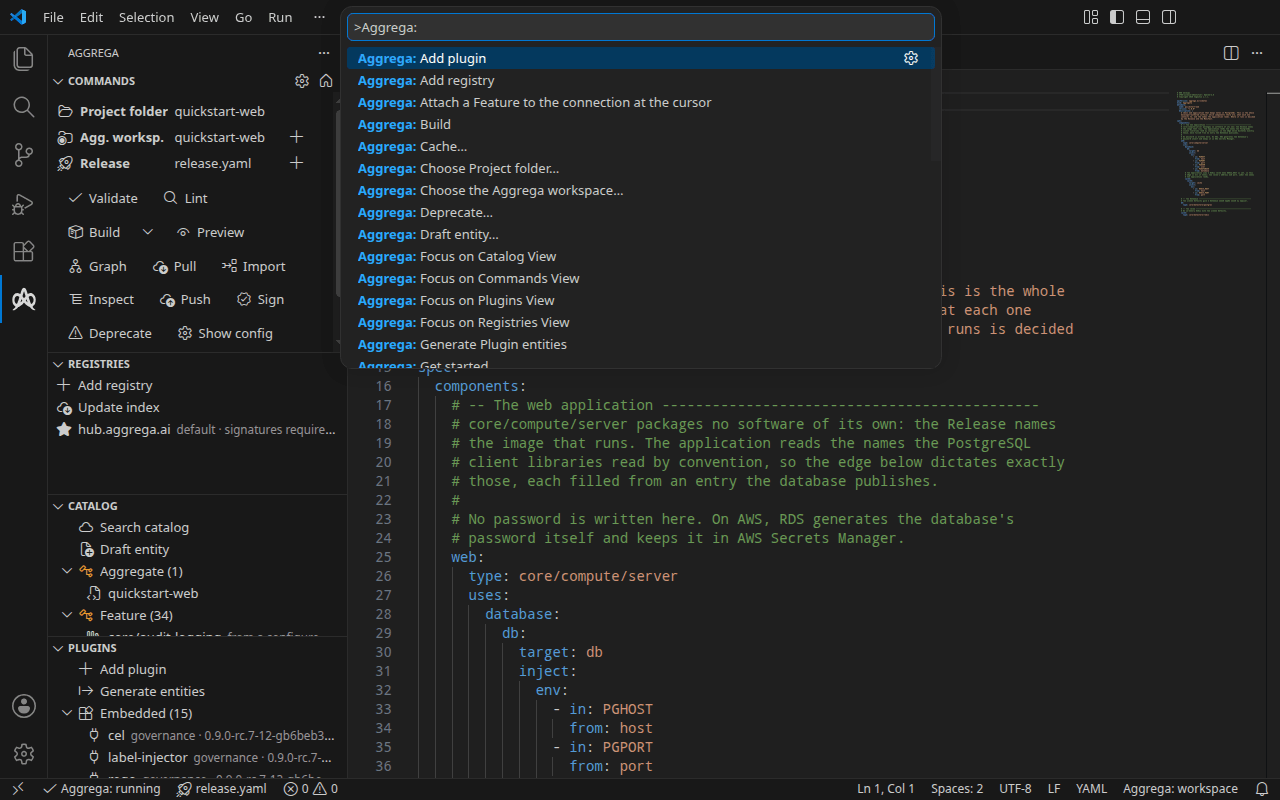 File Edit Selection View Go Run ···
>Aggrega:
Aggrega: Add plugin
Aggrega: Add registry
Aggrega: Attach a Feature to the connection at the cursor
Aggrega: Build
Aggrega: Cache...
Aggrega: Choose Project folder...
Aggrega: Choose the Aggrega workspace...
Aggrega: Deprecate...
Aggrega: Draft entity...
Aggrega: Focus on Catalog View
Aggrega: Focus on Commands View
Aggrega: Focus on Plugins View
Aggrega: Focus on Registries View
Aggrega: Generate Plugin entities
Aggrega: Get started
AGGREGA
COMMANDS
Project folder quickstart-web
Agg. worksp. quickstart-web
Release release.yaml
Validate Lint
Build Preview
Graph Pull Import
Inspect Push Sign
Deprecate Show config
REGISTRIES
Add registry
Update index
hub.aggrega.ai default · signatures require...
CATALOG
Search catalog
Draft entity
Aggregate (1)
quickstart-web
Feature (34)
core/audit-logging from a configure
PLUGINS
Add plugin
Generate entities
Embedded (15)
cel governance · 0.9.0-rc.7-12-gb6beb3...
label-injector governance · 0.9.0-rc.7-...
is is the whole
at each one
runs is decided
15 spec:
16 components:
17 # -- The web application --------------------------------------------
18 # core/compute/server packages no software of its own: the Release names
19 # the image that runs. The application reads the names the PostgreSQL
20 # client libraries read by convention, so the edge below dictates exactly
21 # those, each filled from an entry the database publishes.
22 #
23 # No password is written here. On AWS, RDS generates the database's
24 # password itself and keeps it in AWS Secrets Manager.
25 web:
26 type: core/compute/server
27 uses:
28 database:
29 db:
30 target: db
31 inject:
32 env:
33 - in: PGHOST
34 from: host
35 - in: PGPORT
36 from: port
Aggrega: running release.yaml 0 0 Ln 1, Col 1 Spaces: 2 UTF-8 LF YAML Aggrega: workspace